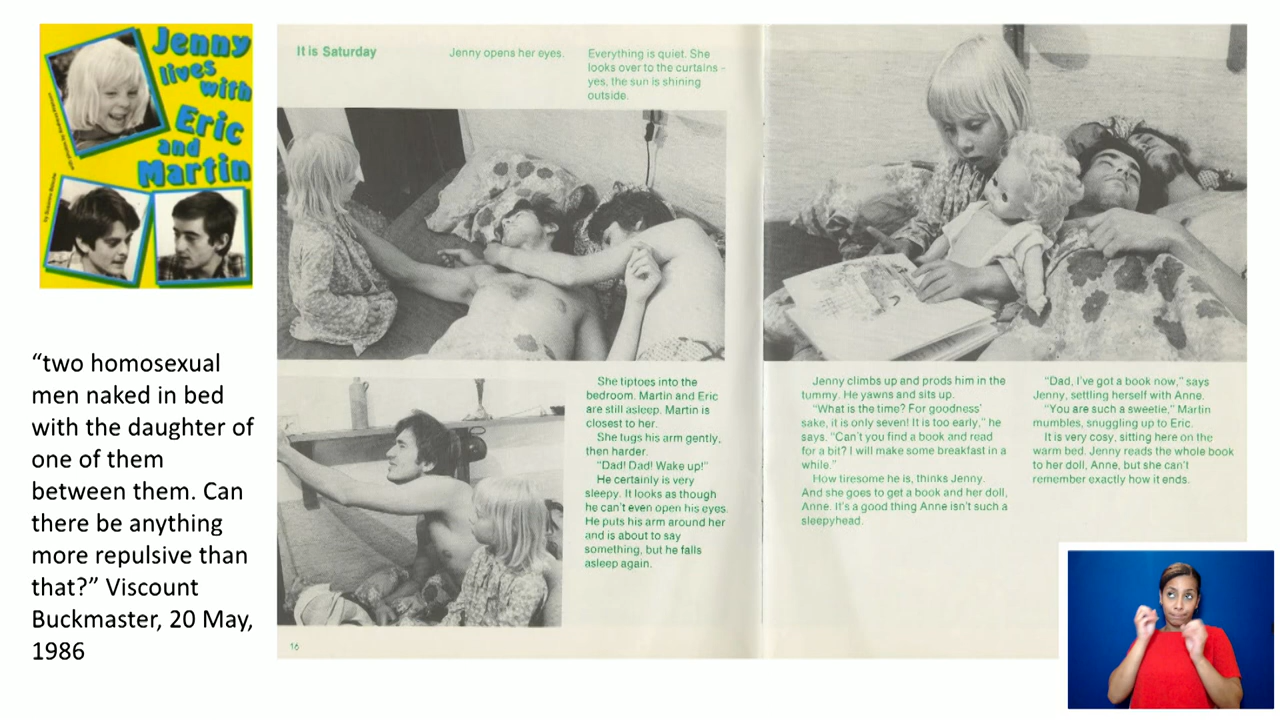 Jenny
lives
with
Eric
and
Martin
It is Saturday
Jenny opens her eyes.
Everything is quiet. She
looks over to the curtains –
yes, the sun is shining
outside.
She tiptoes into the
bedroom. Martin and Eric
are still asleep. Martin is
closest to her.
She tugs his arm gently,
then harder.
"Dad! Dad! Wake up!"
He certainly is very
sleepy. It looks as though
he can't even open his eyes.
He puts his arm around her
and is about to say
something, but he falls
asleep again.
16
Jenny climbs up and prods him in the
tummy. He yawns and sits up.
"What is the time? For goodness'
sake, it is only seven! It is too early," he
says. "Can't you find a book and read
for a bit? I will make some breakfast in a
while."
How tiresome he is, thinks Jenny.
And she goes to get a book and her doll,
Anne. It's a good thing Anne isn't such a
sleepyhead.
"Dad, I've got a book now," says
Jenny, settling herself with Anne.
"You are such a sweetie," Martin
mumbles, snuggling up to Eric.
It is very cosy, sitting here on the
warm bed. Jenny reads the whole book
to her doll, Anne, but she can't
remember exactly how it ends.
“two homosexual
men naked in bed
with the daughter of
one of them
between them. Can
there be anything
more repulsive than
that?” Viscount
Buckmaster, 20 May,
1986